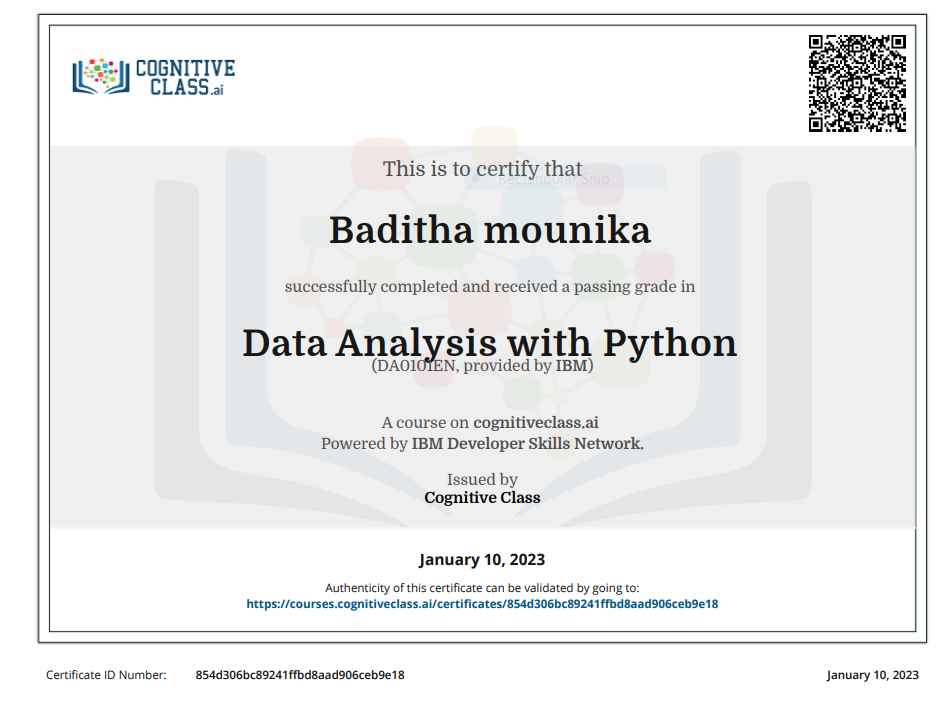 COGNITIVE
CLASS.ai
This is to certify that
Rectangular Snip
Baditha mounika
successfully completed and received a passing grade in
Data Analysis with Python
(DA0101EN, provided by IBM)
A course on cognitiveclass.ai
Powered by IBM Developer Skills Network.
Issued by
Cognitive Class
January 10, 2023
Authenticity of this certificate can be validated by going to:
https://courses.cognitiveclass.ai/certificates/854d306bc89241ffbd8aad906ceb9e18
Certificate ID Number: 854d306bc89241ffbd8aad906ceb9e18 January 10, 2023